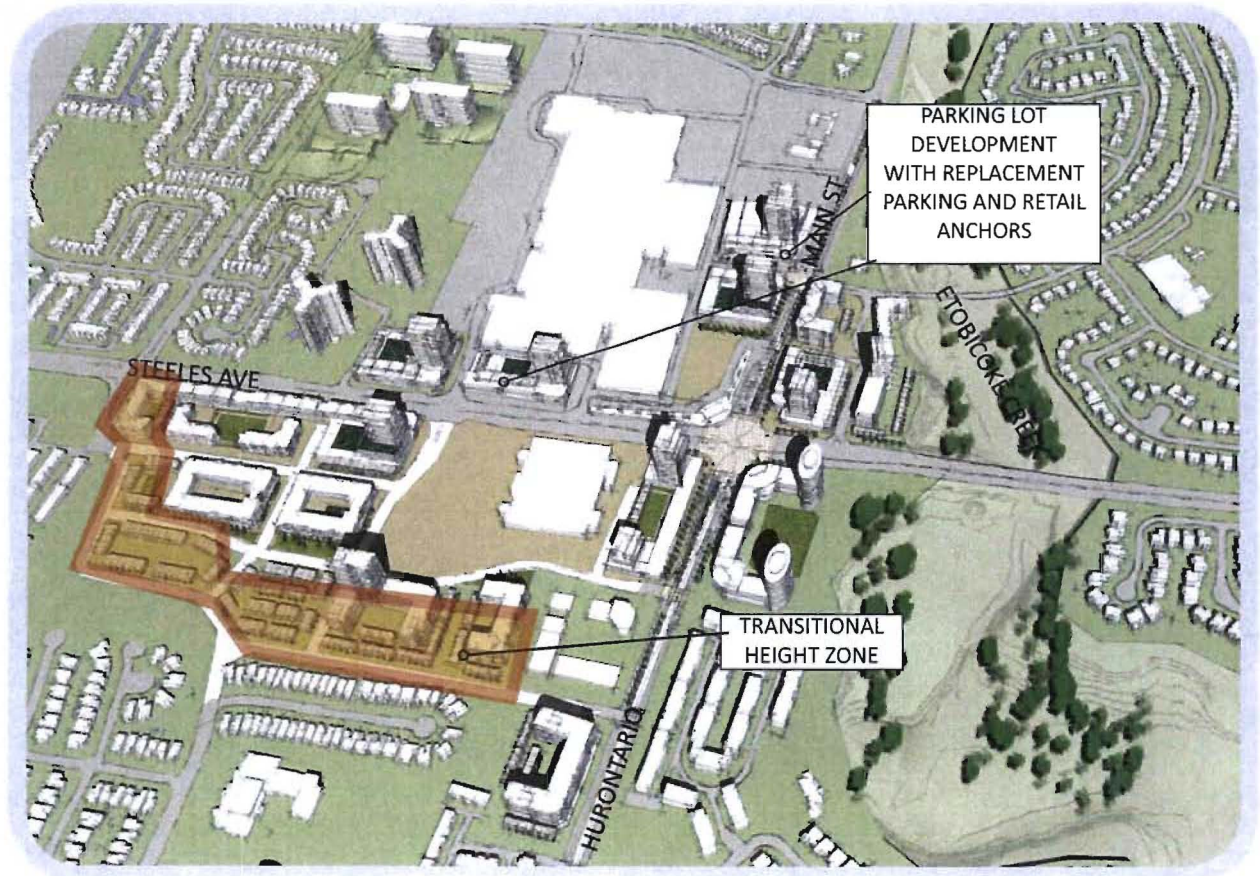 PARKING LOT
DEVELOPMENT
WITH REPLACEMENT
PARKING AND RETAIL
ANCHORS
MAIN ST
ETOBICOKE CREEK
STEELES AVE
TRANSITIONAL
HEIGHT ZONE
HURONTARIO